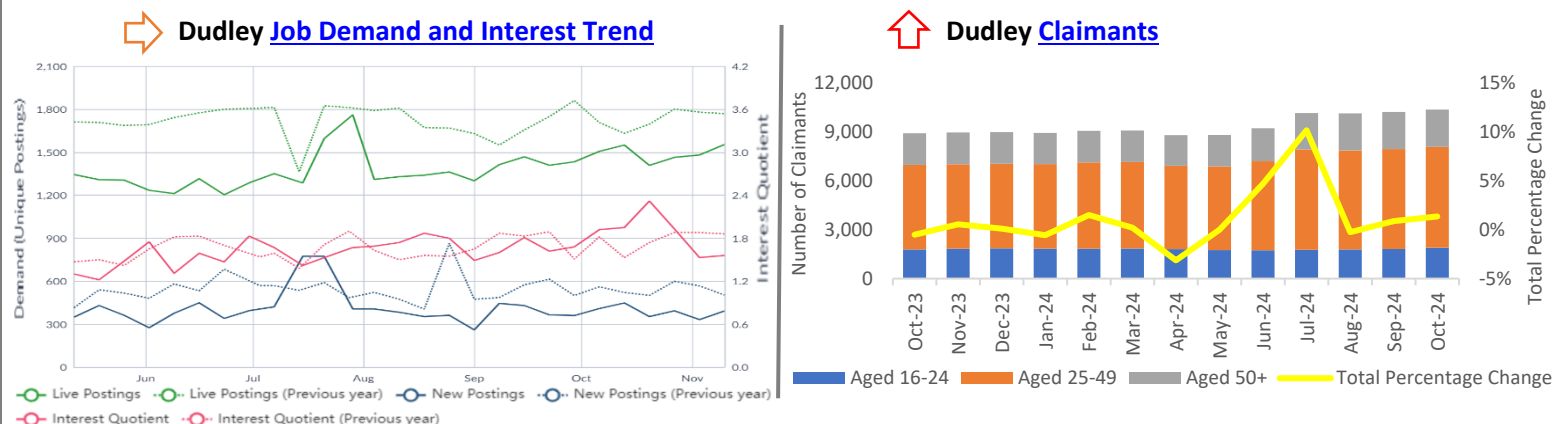 Dudley Job Demand and Interest Trend
2,100
1,800
1,500
1,200
900
600
300
0
Demand (Unique Postings)
4.2
3.6
3.0
2.4
1.8
1.2
0.6
0.0
Interest Quotient
Jun Jul Aug Sep Oct Nov
Live Postings Live Postings (Previous year) New Postings New Postings (Previous year)
Interest Quotient Interest Quotient (Previous year)
Dudley Claimants
12,000
9,000
6,000
3,000
0
Number of Claimants
15%
10%
5%
0%
-5%
Total Percentage Change
Oct-23 Nov-23 Dec-23 Jan-24 Feb-24 Mar-24 Apr-24 May-24 Jun-24 Jul-24 Aug-24 Sep-24 Oct-24
Aged 16-24 Aged 25-49 Aged 50+ Total Percentage Change